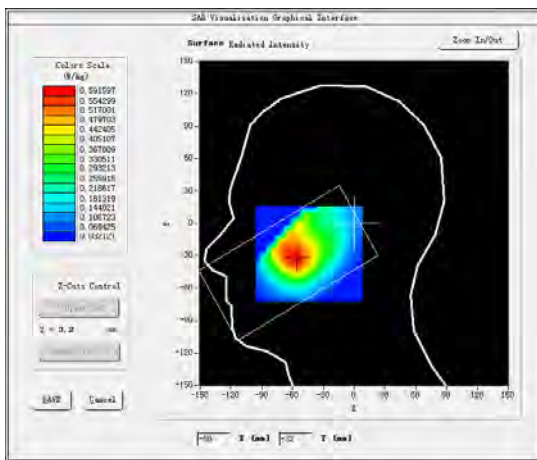 SAR Visualisation Graphical Interface
Surface Radiated Intensity
Zoom In/Out
Colors Scale
(W/kg)
0.591597
0.554299
0.517001
0.479703
0.442405
0.405107
0.367809
0.330511
0.293213
0.255915
0.218617
0.181319
0.144021
0.106723
0.069425
0.032127
150
120
90
60
30
0
-30
-60
-90
-120
-150
Y
-150 -120 -90 -60 -30 0 30 60 90 120 150
X
Z-Cuts Control
Z = 3.2 mm
SAVE Cancel
X (mm) -32 Y (mm)